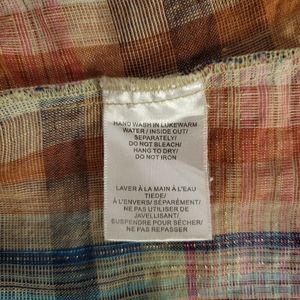 HAND WASH IN LUKEWARM
WATER / INSIDE OUT/
SEPARATELY/
DO NOT BLEACH/
HANG TO DRY/
DO NOT IRON
LAVER À LA MAIN À L'EAU
TIEDE/
À L'ENVERS/ SÉPARÉMENT/
NE PAS UTILISER DE
JAVELLISANT/
SUSPENDRE POUR SÉCHER/
NE PAS REPASSER